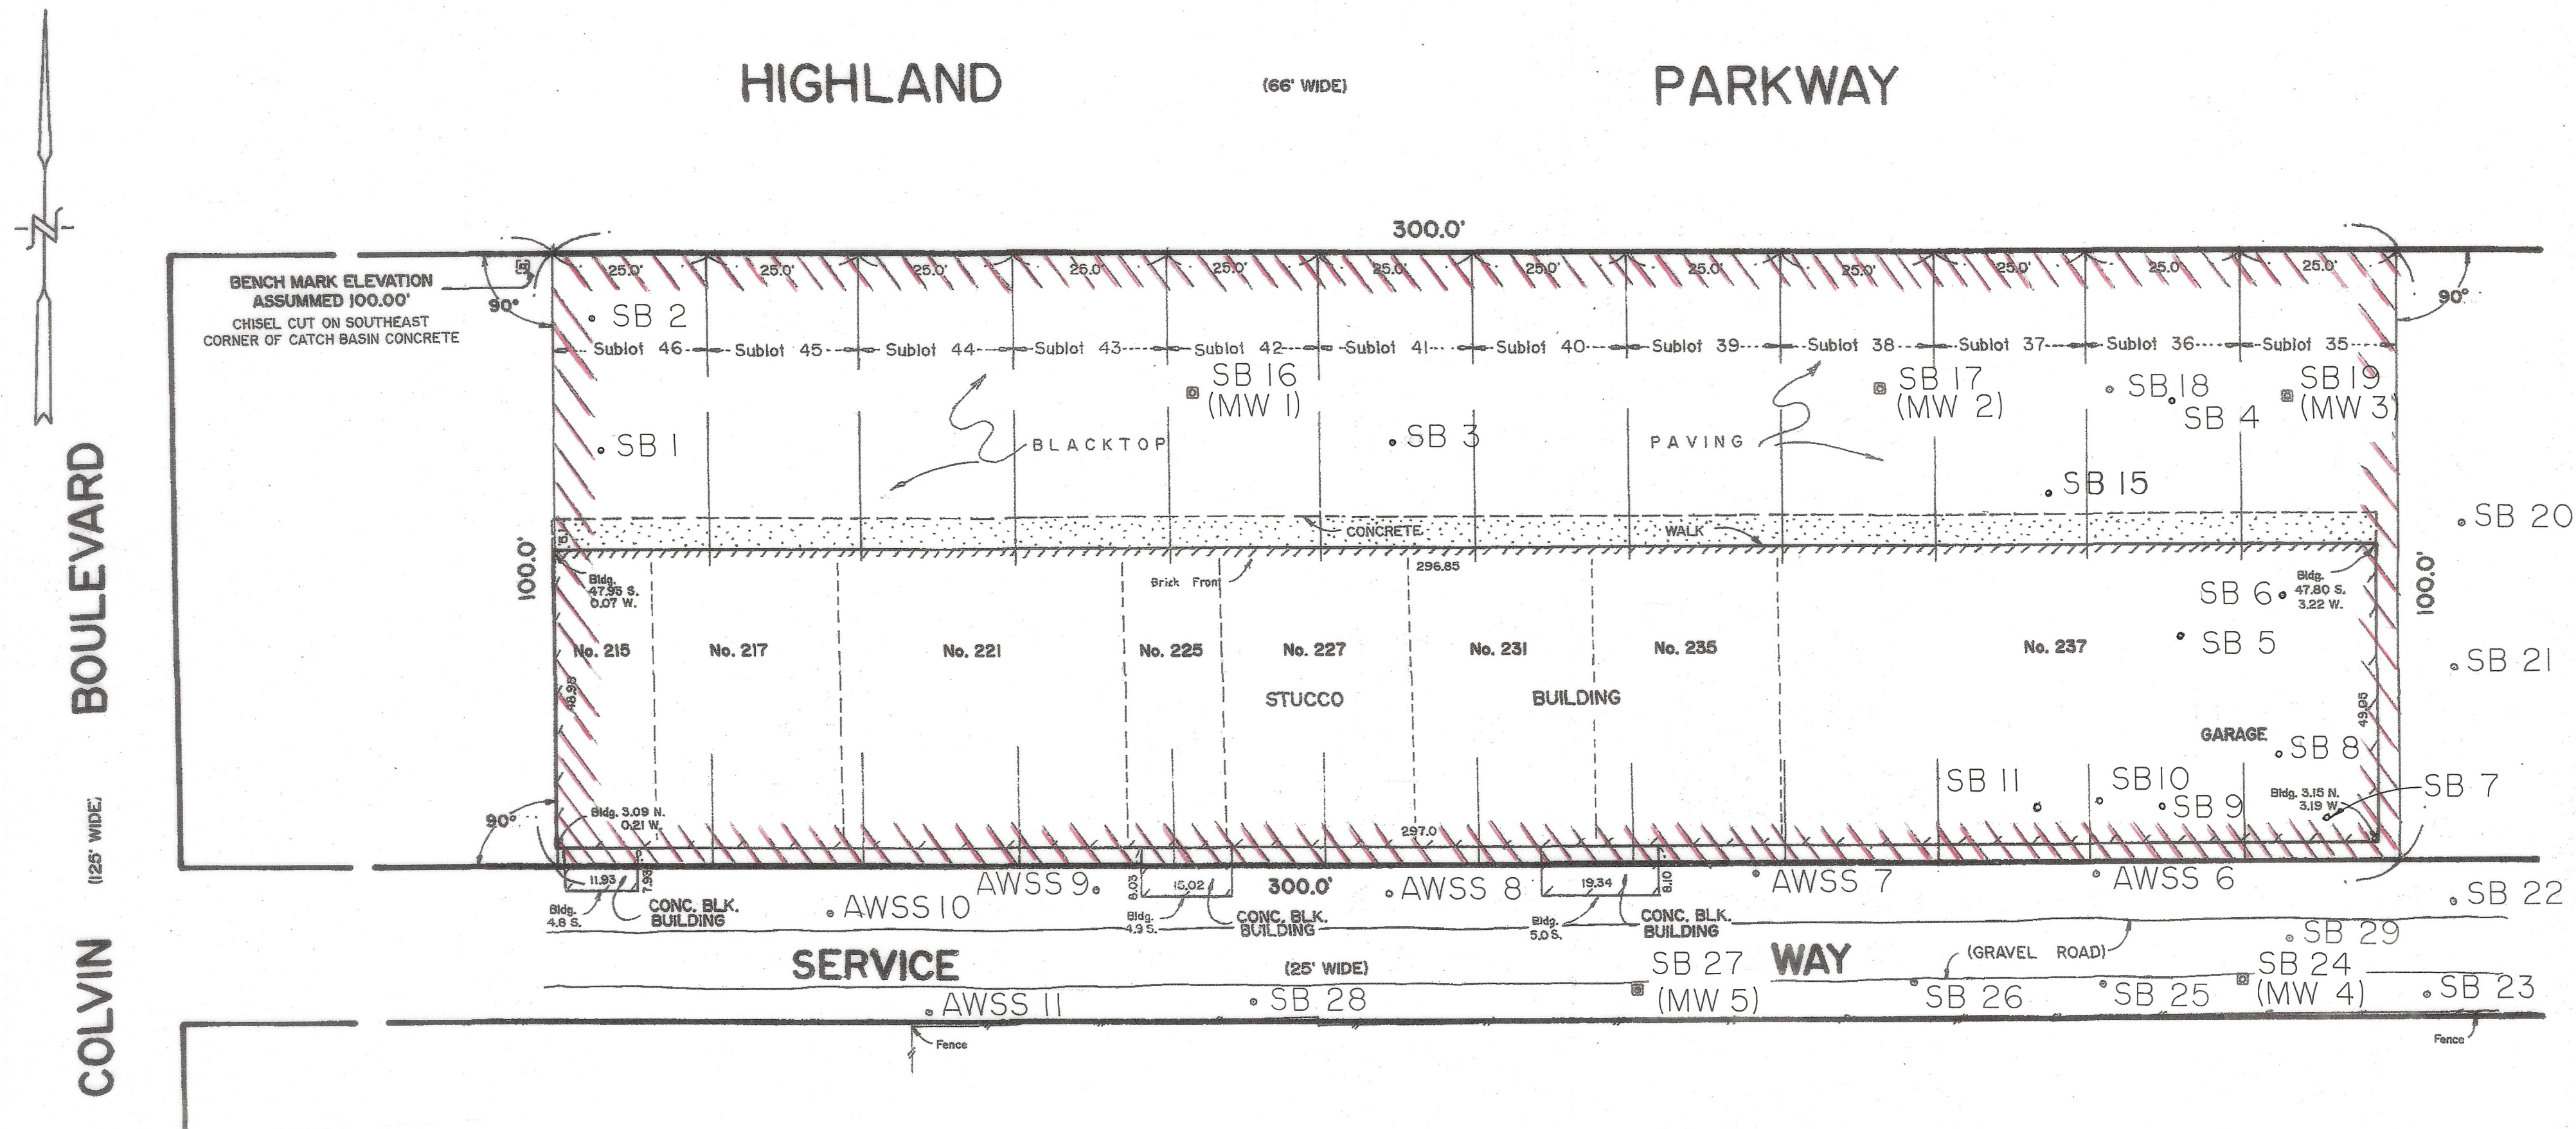 HIGHLAND (66' WIDE) PARKWAY
N
300.0'
BENCH MARK ELEVATION
ASSUMMED 100.00'
CHISEL CUT ON SOUTHEAST
CORNER OF CATCH BASIN CONCRETE
90°
90°
25.0' 25.0' 25.0' 25.0' 25.0' 25.0' 25.0' 25.0' 25.0' 25.0' 25.0' 25.0'
SB 2
Sublot 46 Sublot 45 Sublot 44 Sublot 43 Sublot 42 Sublot 41 Sublot 40 Sublot 39 Sublot 38 Sublot 37 Sublot 36 Sublot 35
SB 16
(MW 1)
SB 17
(MW 2)
SB 18
SB 4
SB 19
(MW 3)
SB 1
BLACKTOP
SB 3
PAVING
SB 15
SB 20
CONCRETE
WALK
100.0'
100.0'
Bldg.
47.95 S.
0.07 W.
Brick Front
296.85
SB 6
Bldg.
47.80 S.
3.22 W.
SB 5
SB 21
No. 215
No. 217
No. 221
No. 225
No. 227
No. 231
No. 235
No. 237
48.95
STUCCO
BUILDING
49.05
GARAGE
SB 8
SB 11
SB10
SB 9
Bldg. 3.15 N.
3.19 W.
SB 7
90°
Bldg. 3.09 N.
0.21 W.
297.0
11.93
7.93
AWSS 9
8.03
15.02
300.0'
AWSS 8
19.34
8.10
AWSS 7
AWSS 6
SB 22
Bldg.
4.8 S.
CONC. BLK.
BUILDING
AWSS 10
Bldg.
4.9 S.
CONC. BLK.
BUILDING
Bldg.
5.0 S.
CONC. BLK.
BUILDING
SB 29
SERVICE (25' WIDE) WAY
(GRAVEL ROAD)
SB 27
(MW 5)
SB 24
(MW 4)
AWSS 11
SB 28
SB 26
SB 25
SB 23
Fence
Fence
COLVIN (125' WIDE) BOULEVARD